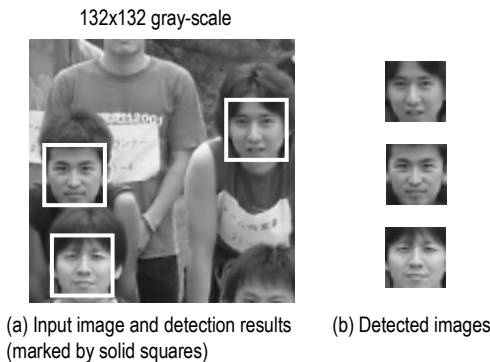 132x132 gray-scale
(a) Input image and detection results
(marked by solid squares)
(b) Detected images